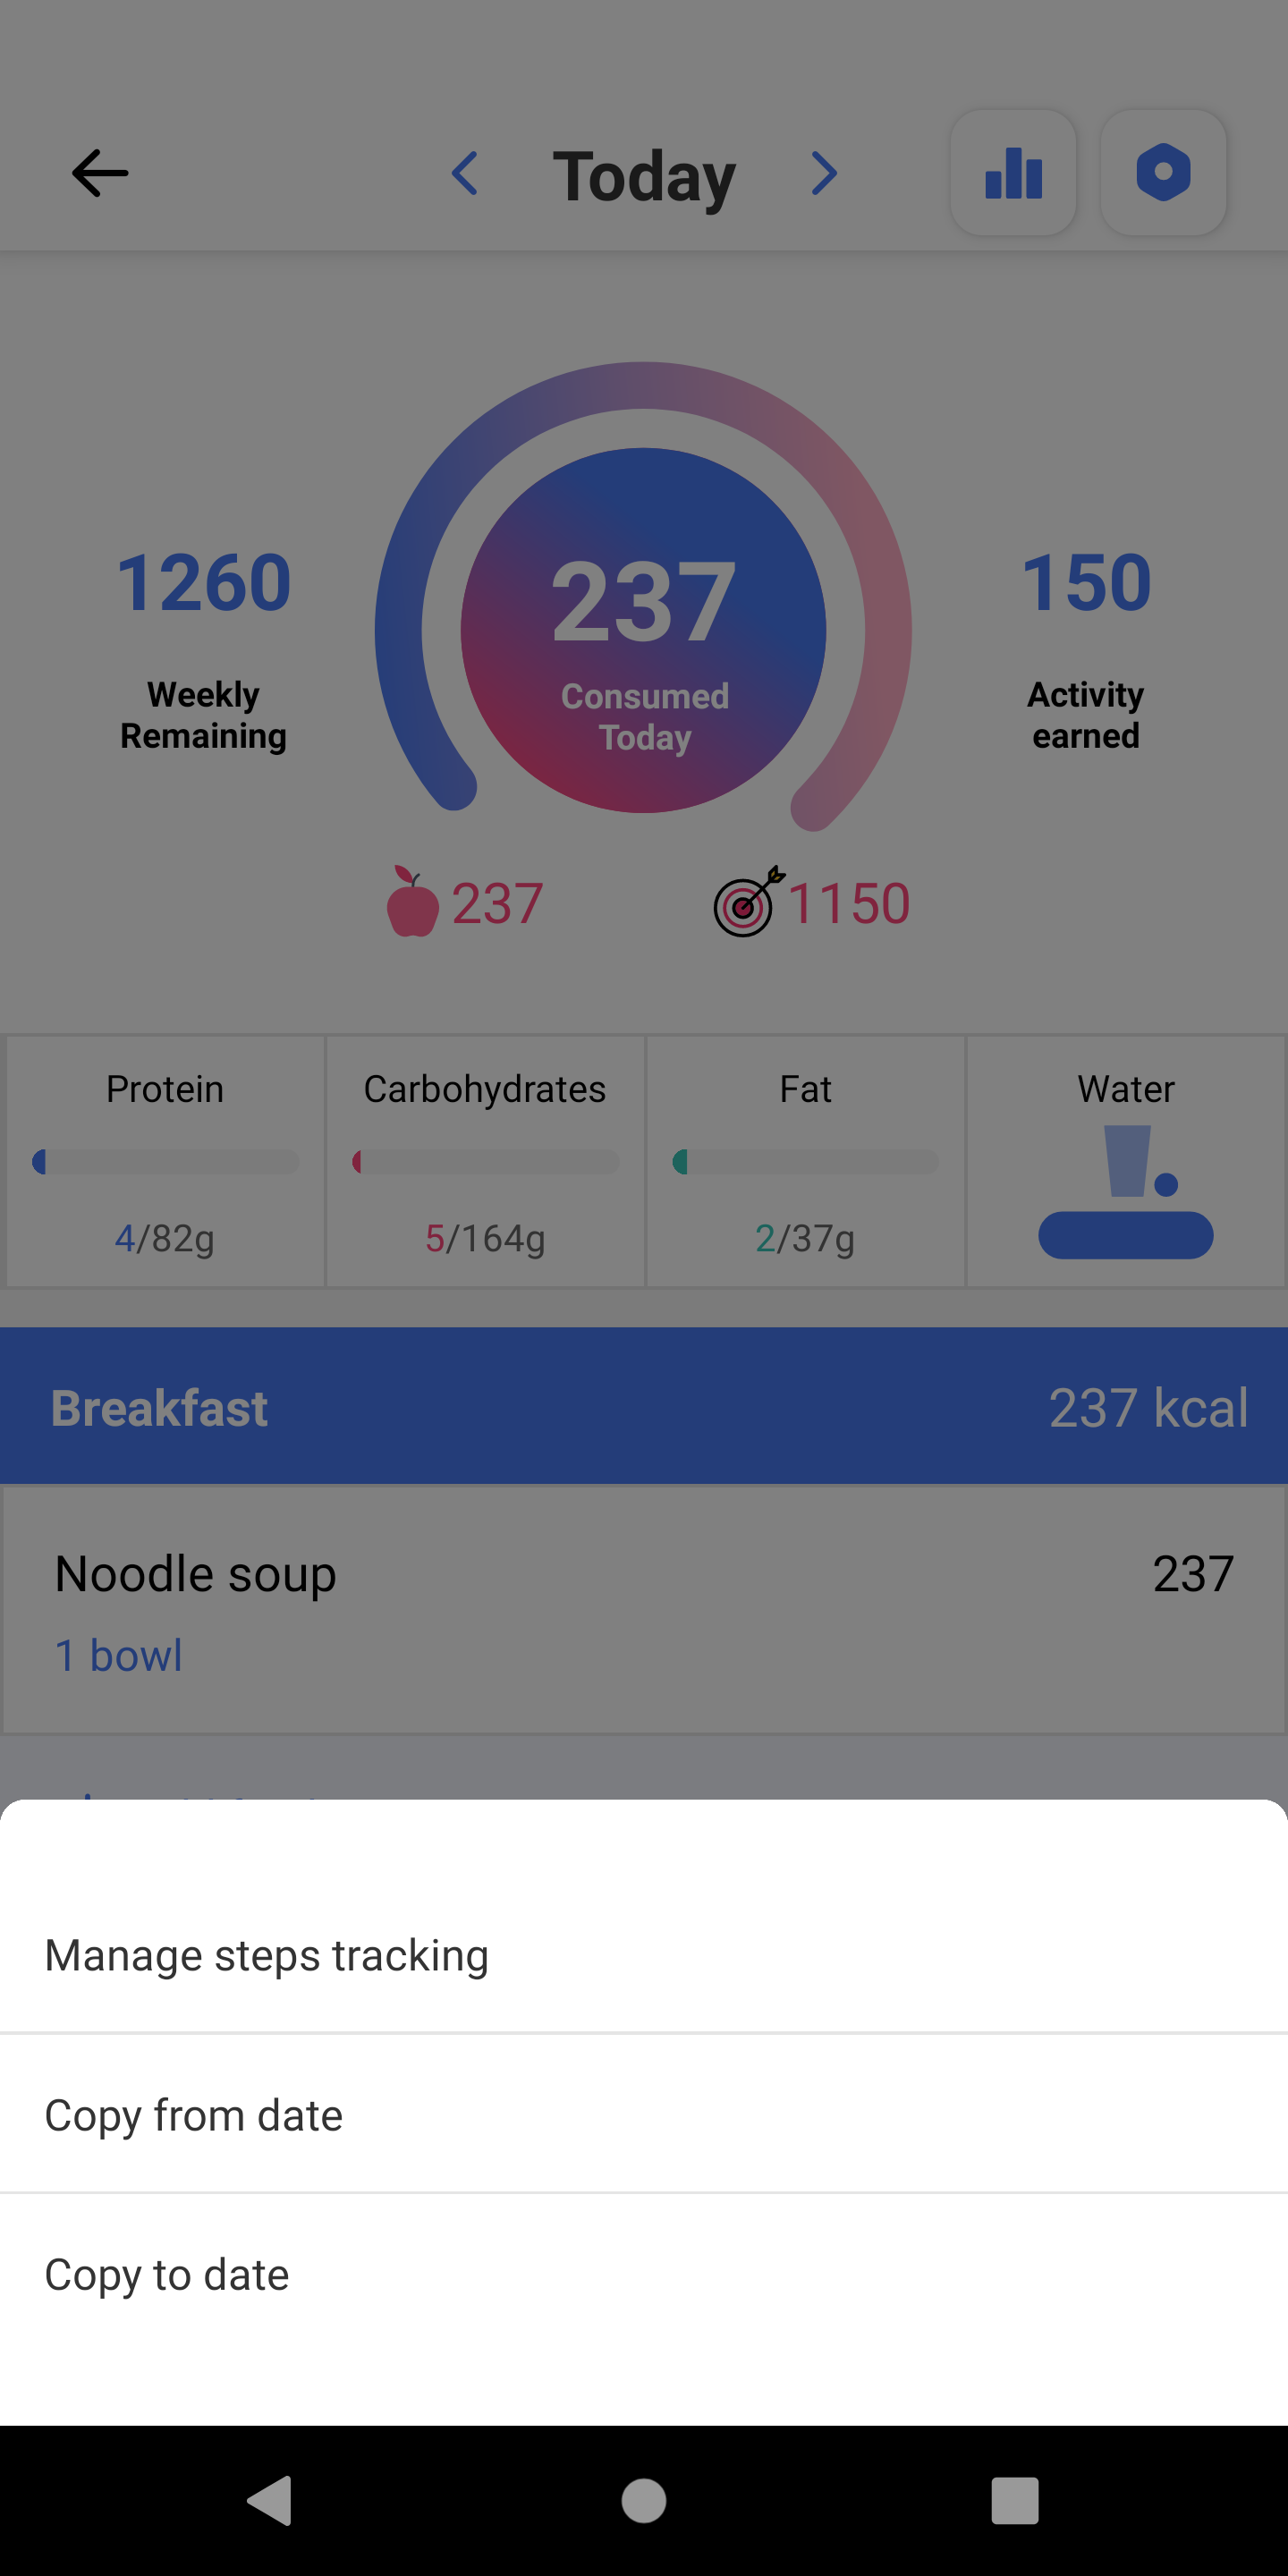 Today
1260
Weekly
Remaining
237
Consumed
Today
150
Activity
earned
237
1150
Protein
4/82g
Carbohydrates
5/164g
Fat
2/37g
Water
Breakfast
237 kcal
Noodle soup
237
1 bowl
Manage steps tracking
Copy from date
Copy to date